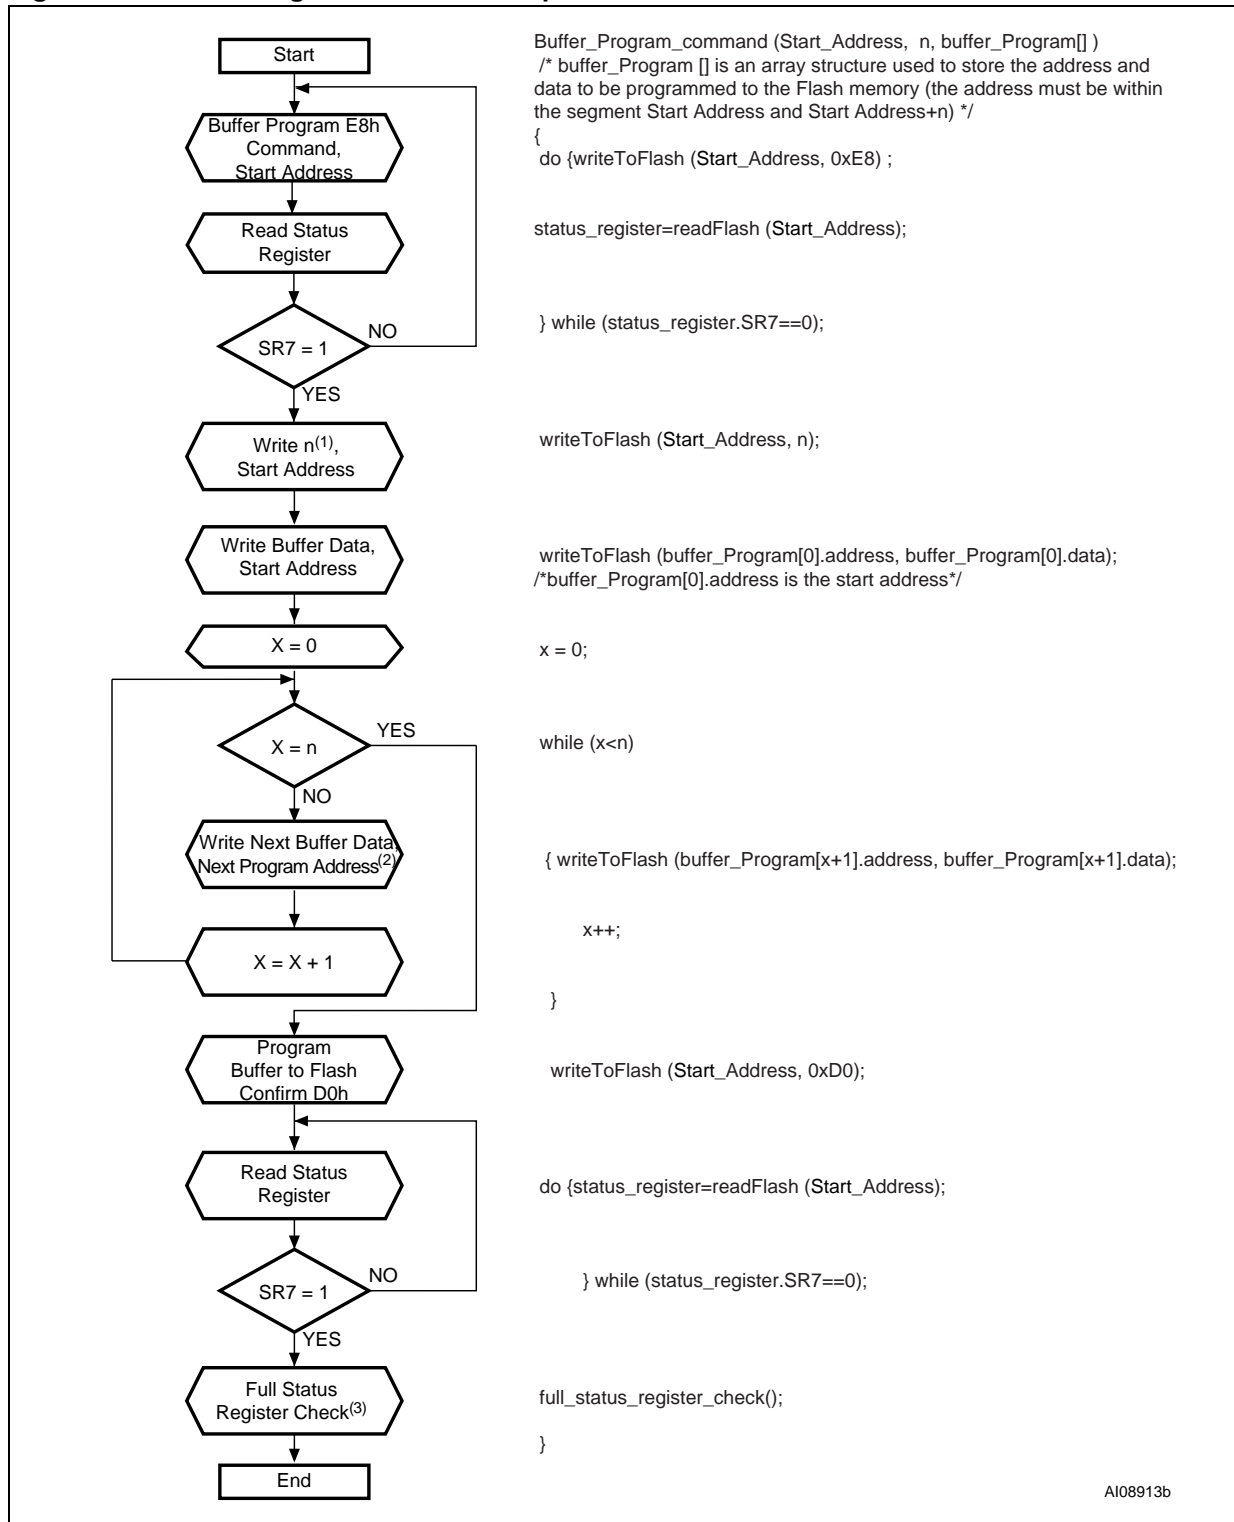 Start
Buffer_Program_command (Start_Address, n, buffer_Program[] )
/* buffer_Program [] is an array structure used to store the address and
data to be programmed to the Flash memory (the address must be within
the segment Start Address and Start Address+n) */
{
Buffer Program E8h
Command,
Start Address
do {writeToFlash (Start_Address, 0xE8) ;
Read Status
Register
status_register=readFlash (Start_Address);
SR7 = 1
NO
YES
} while (status_register.SR7==0);
Write n(1),
Start Address
writeToFlash (Start_Address, n);
Write Buffer Data,
Start Address
writeToFlash (buffer_Program[0].address, buffer_Program[0].data);
/*buffer_Program[0].address is the start address*/
X = 0
x = 0;
X = n
YES
NO
while (x<n)
Write Next Buffer Data,
Next Program Address(2)
{ writeToFlash (buffer_Program[x+1].address, buffer_Program[x+1].data);
X = X + 1
x++;
}
Program
Buffer to Flash
Confirm D0h
writeToFlash (Start_Address, 0xD0);
Read Status
Register
do {status_register=readFlash (Start_Address);
SR7 = 1
NO
YES
} while (status_register.SR7==0);
Full Status
Register Check(3)
full_status_register_check();
}
End
AI08913b